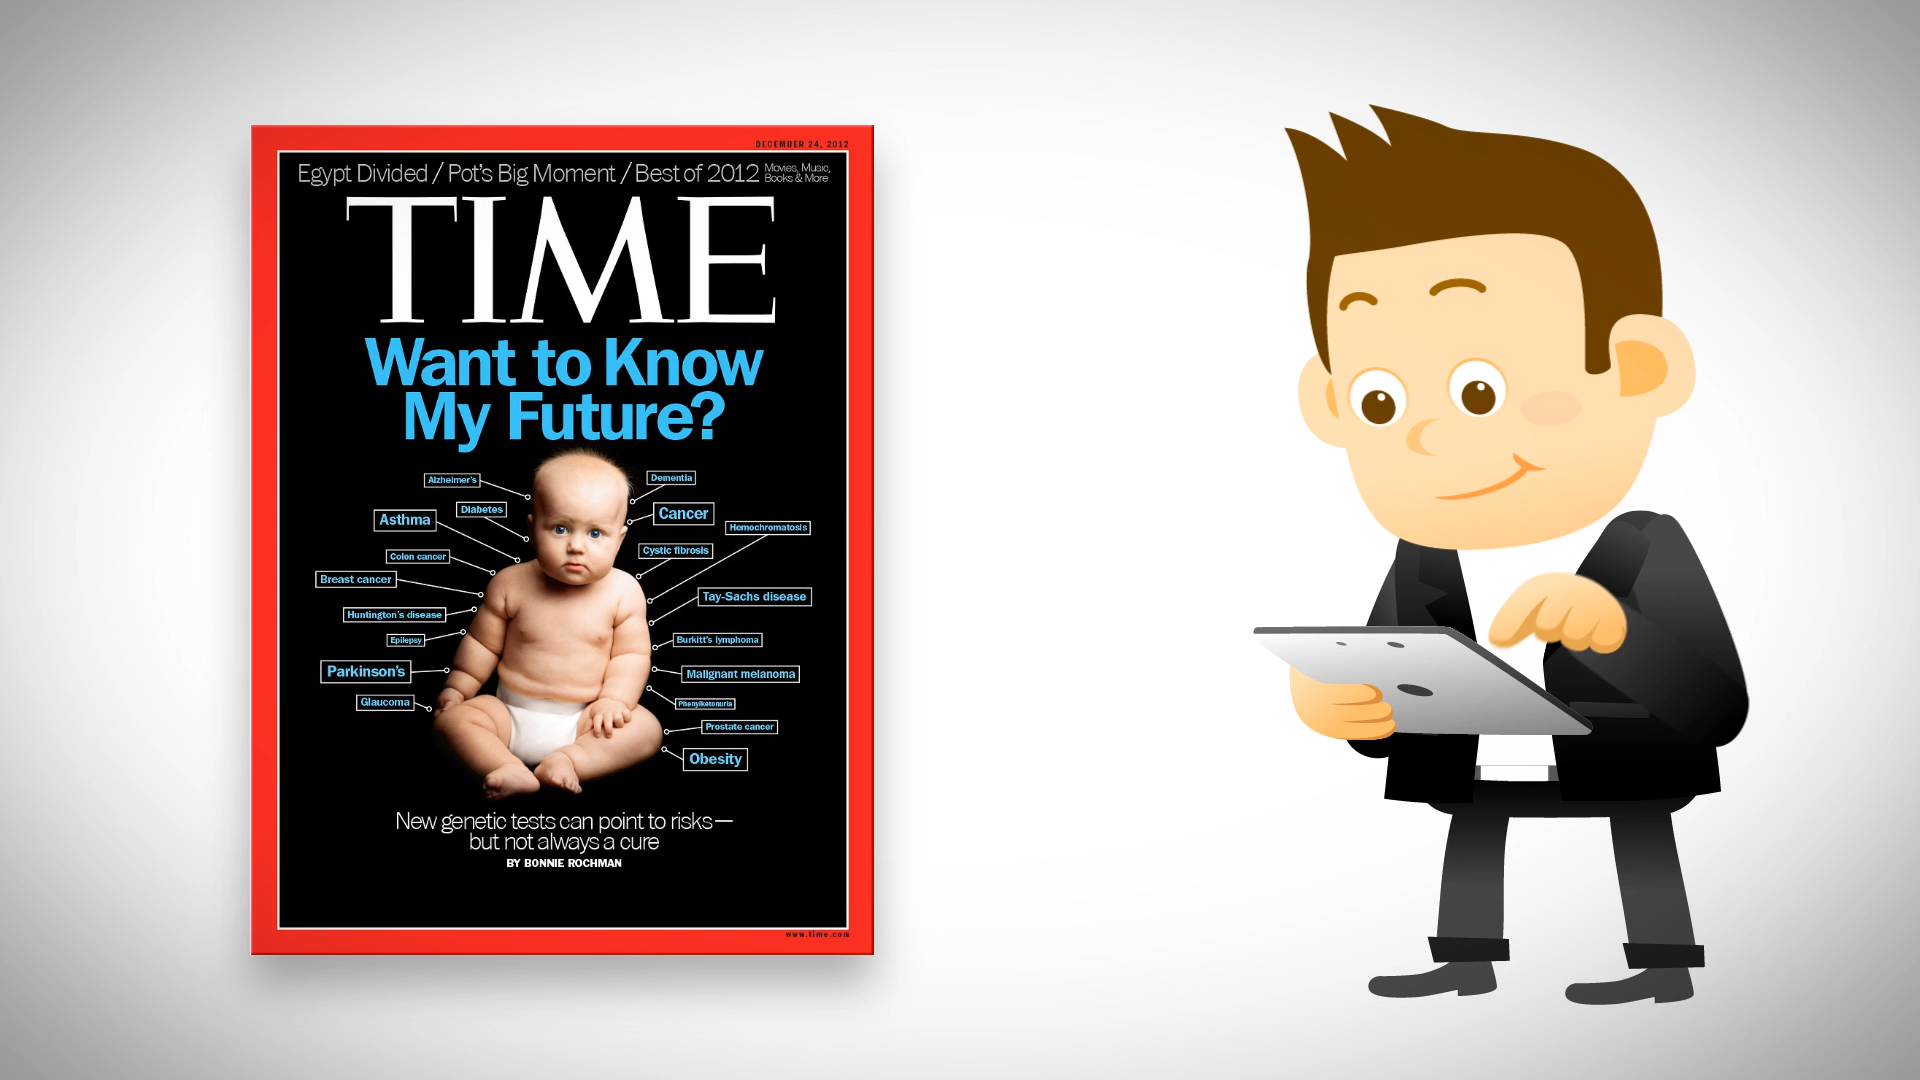 DECEMBER 24, 2012
Egypt Divided / Pot's Big Moment / Best of 2012 Movies, Music,
Books & More
TIME
Want to Know
My Future?
Alzheimer's
Diabetes
Asthma
Colon cancer
Breast cancer
Huntington's disease
Epilepsy
Parkinson's
Glaucoma
Dementia
Cancer
Hemochromatosis
Cystic fibrosis
Tay-Sachs disease
Burkitt's lymphoma
Malignant melanoma
Phenylketonuria
Prostate cancer
Obesity
New genetic tests can point to risks—
but not always a cure
BY BONNIE ROCHMAN
www.time.com